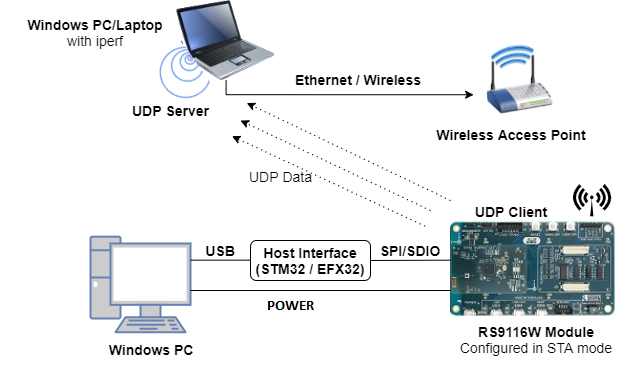 Windows PC/Laptop
with iperf
UDP Server
Ethernet / Wireless
Wireless Access Point
UDP Data
UDP Client
USB
Host Interface
(STM32 / EFX32)
SPI/SDIO
POWER
Windows PC
RS9116W Module
Configured in STA mode